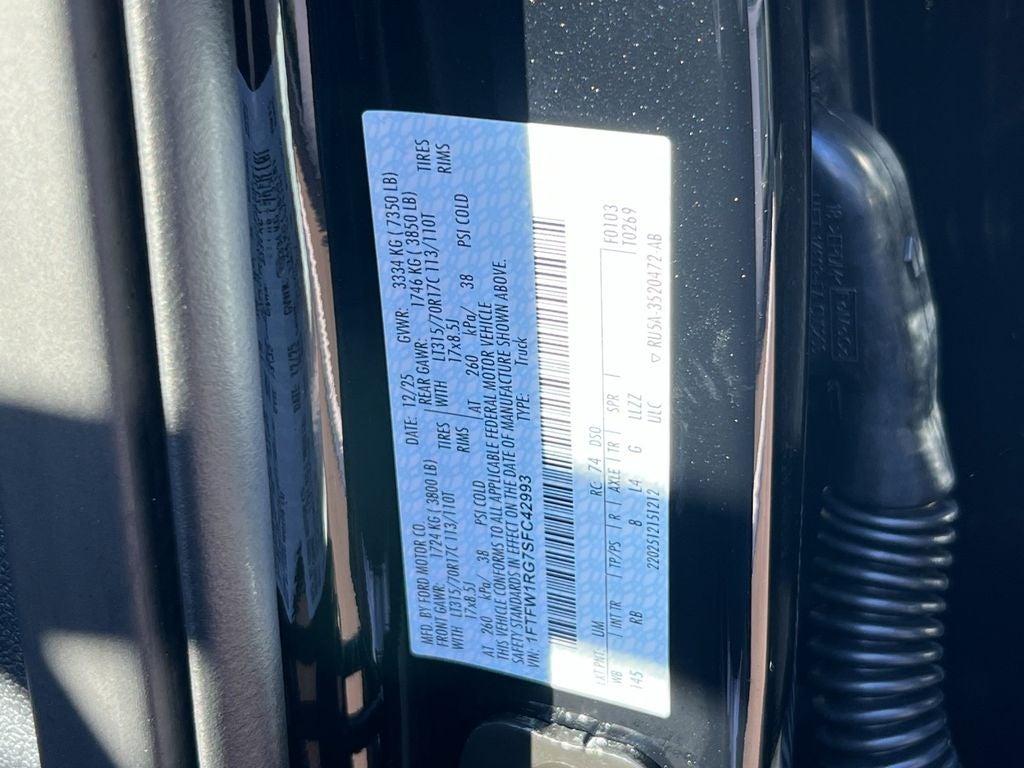 MFD. BY FORD MOTOR CO. DATE: 12/25 GVWR: 3334 KG ( 7350 LB)
FRONT GAWR: 1724 KG ( 3800 LB) REAR GAWR: 1746 KG ( 3850 LB)
WITH LT315/70R17C 113/110T TIRES WITH LT315/70R17C 113/110T TIRES
17x8.5J RIMS 17x8.5J RIMS
AT 260 kPa/ 38 PSI COLD AT 260 kPa/ 38 PSI COLD
THIS VEHICLE CONFORMS TO ALL APPLICABLE FEDERAL MOTOR VEHICLE
SAFETY STANDARDS IN EFFECT ON THE DATE OF MANUFACTURE SHOWN ABOVE.
VIN: 1FTFW1RG7SFC42993 TYPE: Truck
F0103
T0269
EXT PNT: UM RC: 74 DSO:
WB INT TR TP/PS R AXLE TR SPR
145 RB 8 L4 G LLZZ
220251215121212 ULC
▽ RU5A-3520472-AB